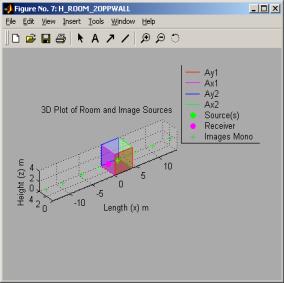 Figure No. 7: H_ROOM_2OPPWALL
File Edit View Insert Tools Window Help
Ay1
Ax1
Ay2
Ax2
Source(s)
Receiver
Images Mono
3D Plot of Room and Image Sources
Height (z) m
4
2
0
4
2
0
-10
-5
0
5
10
Length (x) m